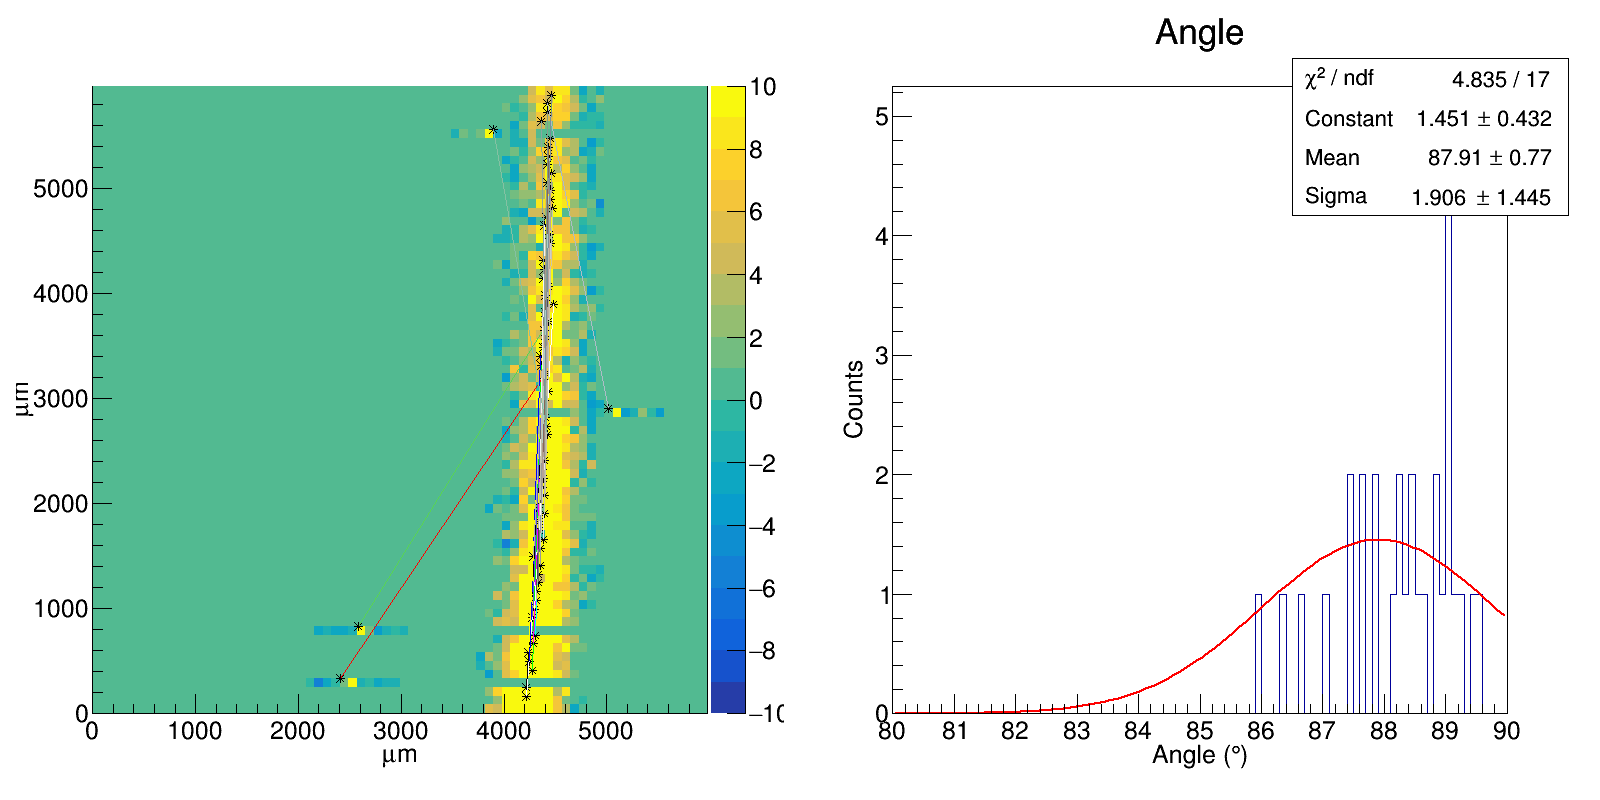 Angle
χ² / ndf 4.835 / 17
Constant 1.451 ± 0.432
Mean 87.91 ± 0.77
Sigma 1.906 ± 1.445
10
8
6
4
2
0
−2
−4
−6
−8
−10
5000
4000
3000
2000
1000
0
μm
0 1000 2000 3000 4000 5000
μm
5
4
3
2
1
0
Counts
80 81 82 83 84 85 86 87 88 89 90
Angle (°)